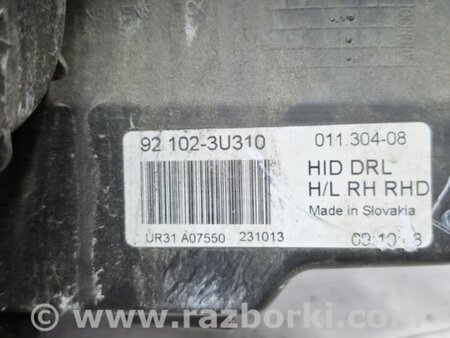 92 102-3U310
011.304-08
HID DRL
H/L RH RHD
Made in Slovakia
UR31 A07550 231013
www.razborki.com